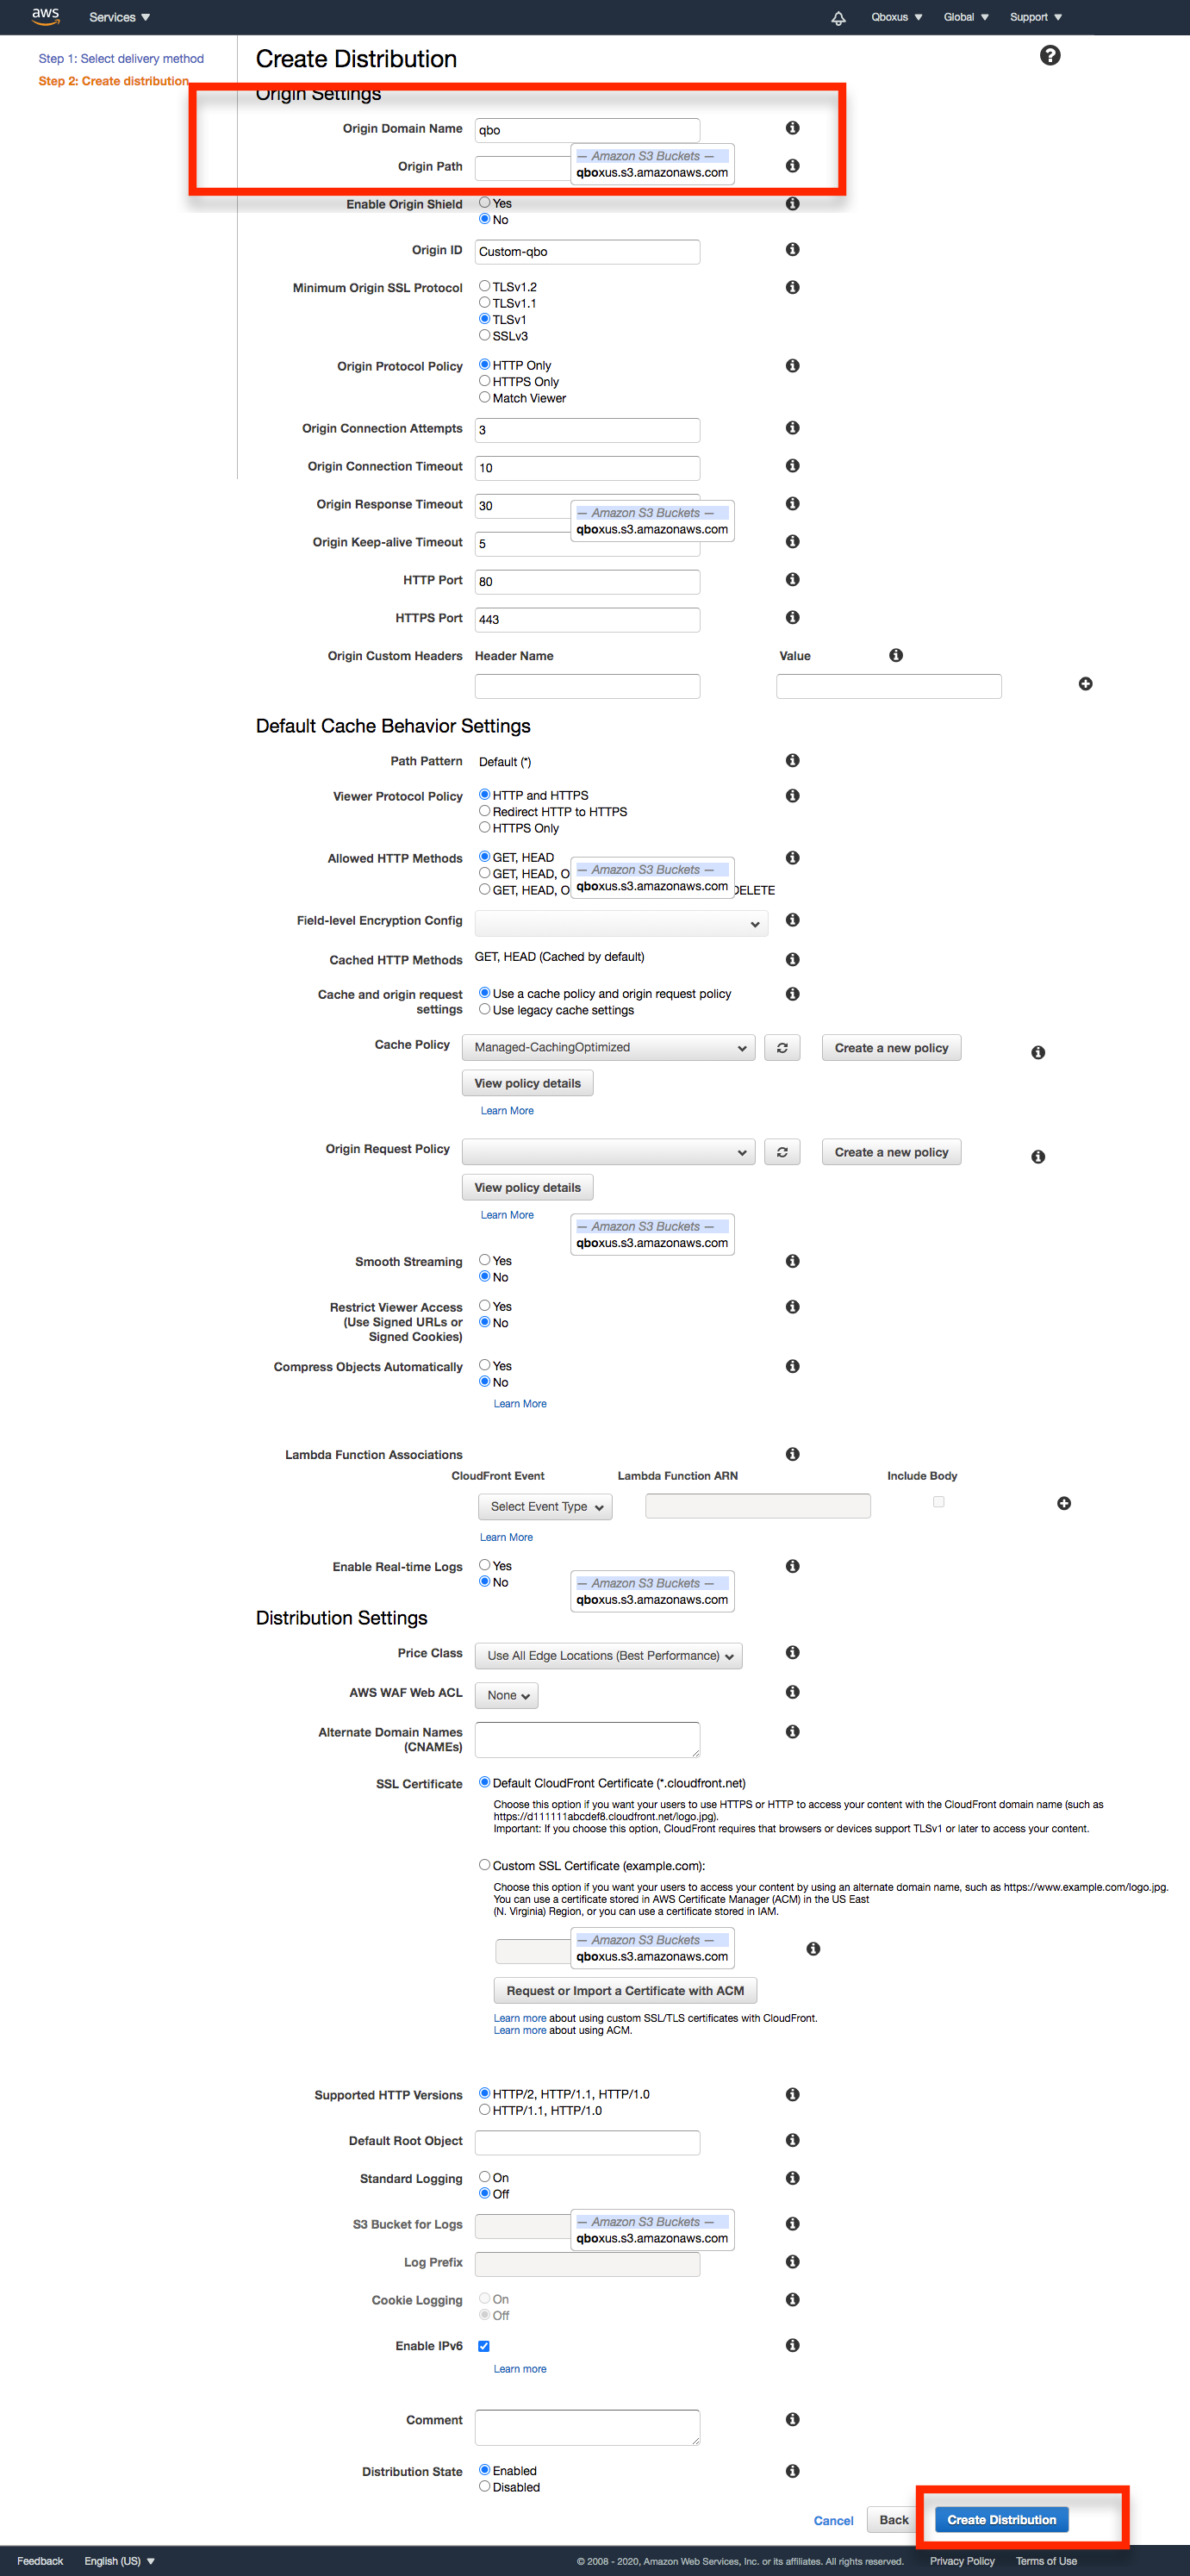 aws Services Qboxus Global Support
Step 1: Select delivery method
Step 2: Create distribution
Create Distribution
Origin Settings
Origin Domain Name qbo
— Amazon S3 Buckets —
Origin Path qboxus.s3.amazonaws.com
Enable Origin Shield Yes
No
Origin ID Custom-qbo
Minimum Origin SSL Protocol TLSv1.2
TLSv1.1
TLSv1
SSLv3
Origin Protocol Policy HTTP Only
HTTPS Only
Match Viewer
Origin Connection Attempts 3
Origin Connection Timeout 10
Origin Response Timeout 30
— Amazon S3 Buckets —
qboxus.s3.amazonaws.com
Origin Keep-alive Timeout 5
HTTP Port 80
HTTPS Port 443
Origin Custom Headers Header Name Value
Default Cache Behavior Settings
Path Pattern Default (*)
Viewer Protocol Policy HTTP and HTTPS
Redirect HTTP to HTTPS
HTTPS Only
Allowed HTTP Methods GET, HEAD
GET, HEAD, O — Amazon S3 Buckets —
GET, HEAD, O qboxus.s3.amazonaws.com DELETE
Field-level Encryption Config
Cached HTTP Methods GET, HEAD (Cached by default)
Cache and origin request settings Use a cache policy and origin request policy
Use legacy cache settings
Cache Policy Managed-CachingOptimized Create a new policy
View policy details
Learn More
Origin Request Policy Create a new policy
View policy details
Learn More
— Amazon S3 Buckets —
qboxus.s3.amazonaws.com
Smooth Streaming Yes
No
Restrict Viewer Access Yes
(Use Signed URLs or No
Signed Cookies)
Compress Objects Automatically Yes
No
Learn More
Lambda Function Associations
CloudFront Event Lambda Function ARN Include Body
Select Event Type
Learn More
Enable Real-time Logs Yes
No
— Amazon S3 Buckets —
qboxus.s3.amazonaws.com
Distribution Settings
Price Class Use All Edge Locations (Best Performance)
AWS WAF Web ACL None
Alternate Domain Names
(CNAMEs)
SSL Certificate Default CloudFront Certificate (*.cloudfront.net)
Choose this option if you want your users to use HTTPS or HTTP to access your content with the CloudFront domain name (such as
https://d111111abcdef8.cloudfront.net/logo.jpg).
Important: If you choose this option, CloudFront requires that browsers or devices support TLSv1 or later to access your content.
Custom SSL Certificate (example.com):
Choose this option if you want your users to access your content by using an alternate domain name, such as https://www.example.com/logo.jpg.
You can use a certificate stored in AWS Certificate Manager (ACM) in the US East
(N. Virginia) Region, or you can use a certificate stored in IAM.
— Amazon S3 Buckets —
qboxus.s3.amazonaws.com
Request or Import a Certificate with ACM
Learn more about using custom SSL/TLS certificates with CloudFront.
Learn more about using ACM.
Supported HTTP Versions HTTP/2, HTTP/1.1, HTTP/1.0
HTTP/1.1, HTTP/1.0
Default Root Object
Standard Logging On
Off
S3 Bucket for Logs — Amazon S3 Buckets —
qboxus.s3.amazonaws.com
Log Prefix
Cookie Logging On
Off
Enable IPv6
Learn more
Comment
Distribution State Enabled
Disabled
Cancel Back Create Distribution
Feedback English (US) © 2008 - 2020, Amazon Web Services, Inc. or its affiliates. All rights reserved. Privacy Policy Terms of Use